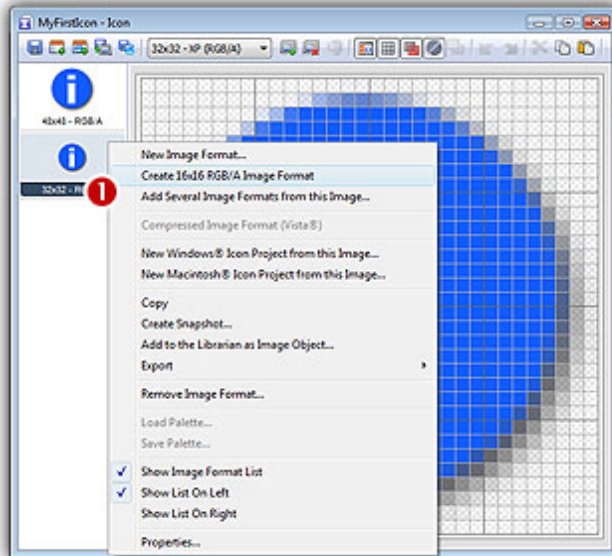 MyFirstIcon - Icon
32x32 - XP (RGB/A)
48x48 - RGB/A
32x32 - R
1
New Image Format...
Create 16x16 RGB/A Image Format
Add Several Image Formats from this Image...
Compressed Image Format (Vista®)
New Windows® Icon Project from this Image...
New Macintosh® Icon Project from this Image...
Copy
Create Snapshot...
Add to the Librarian as Image Object...
Export
Remove Image Format...
Load Palette...
Save Palette...
Show Image Format List
Show List On Left
Show List On Right
Properties...